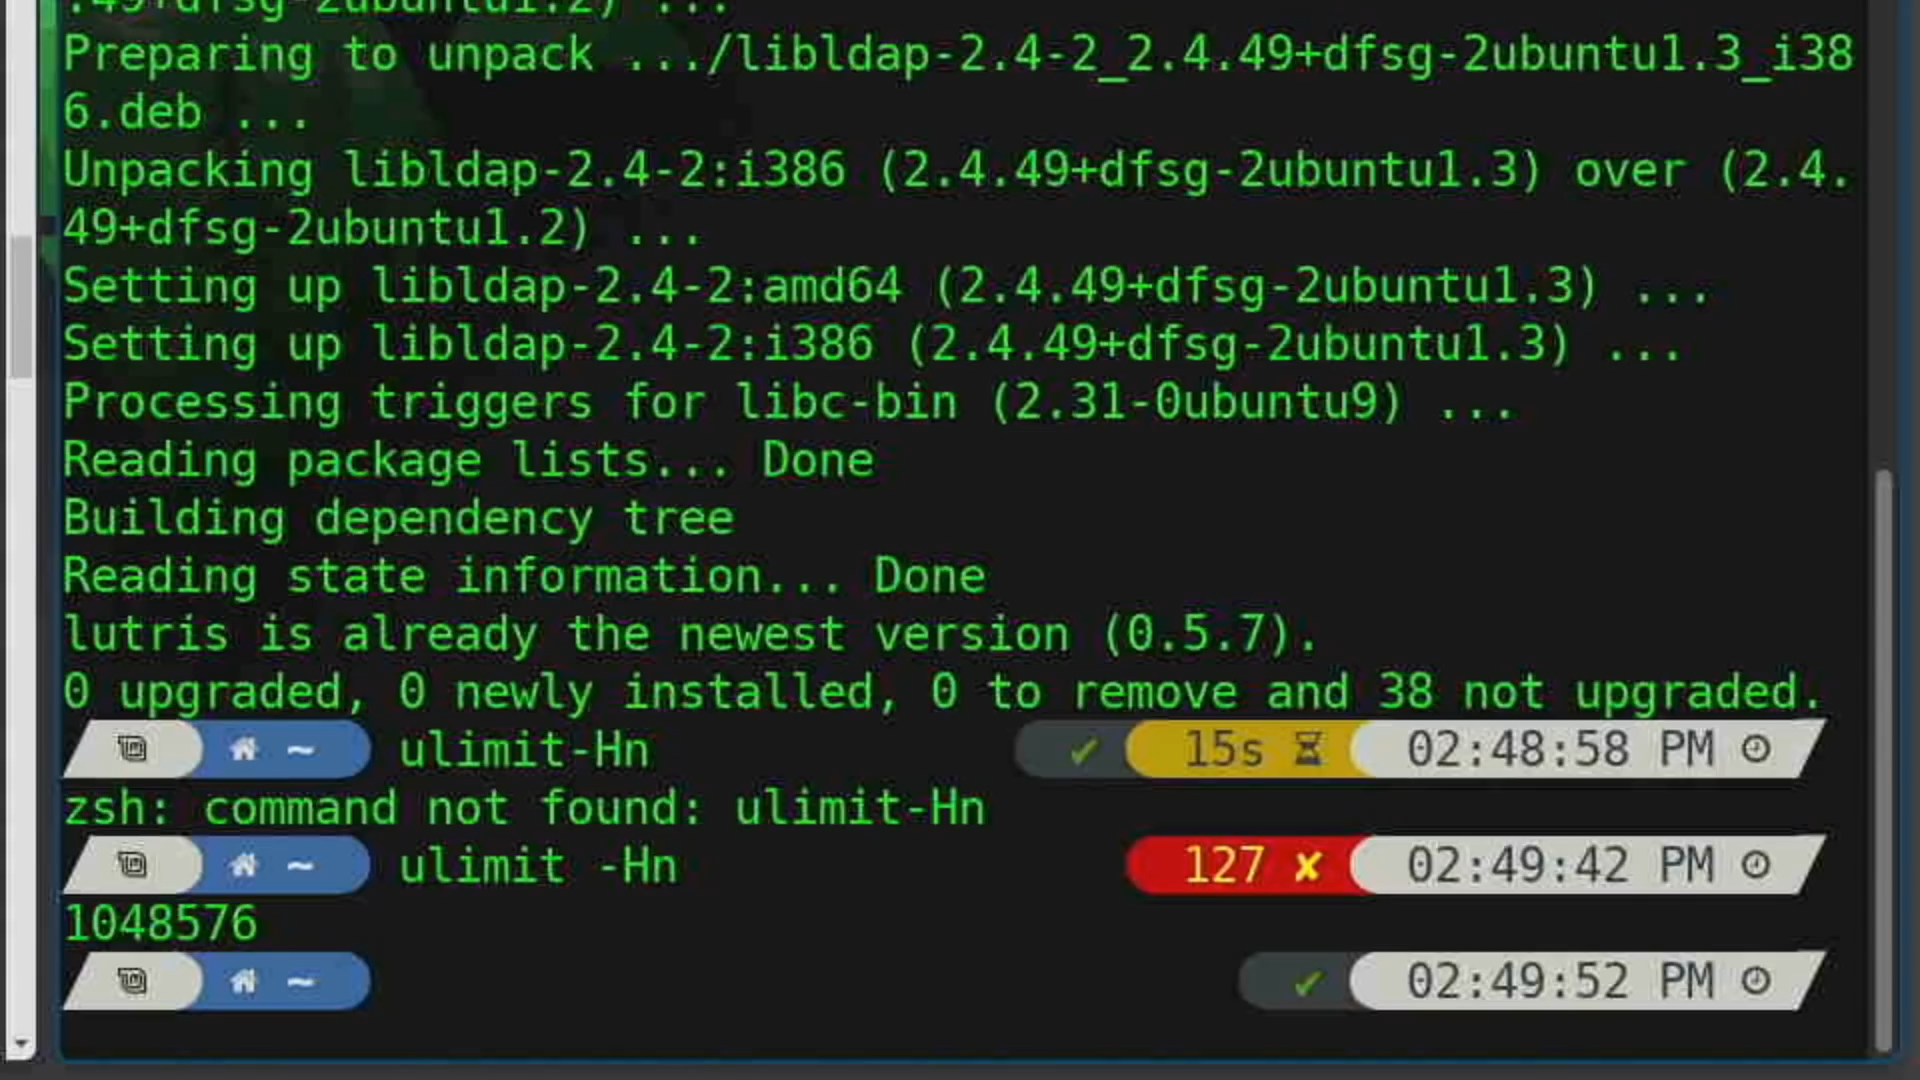 .49+dfsg-2ubuntu1.2) ...
Preparing to unpack .../libldap-2.4-2_2.4.49+dfsg-2ubuntu1.3_i38
6.deb ...
Unpacking libldap-2.4-2:i386 (2.4.49+dfsg-2ubuntu1.3) over (2.4.
49+dfsg-2ubuntu1.2) ...
Setting up libldap-2.4-2:amd64 (2.4.49+dfsg-2ubuntu1.3) ...
Setting up libldap-2.4-2:i386 (2.4.49+dfsg-2ubuntu1.3) ...
Processing triggers for libc-bin (2.31-0ubuntu9) ...
Reading package lists... Done
Building dependency tree
Reading state information... Done
lutris is already the newest version (0.5.7).
0 upgraded, 0 newly installed, 0 to remove and 38 not upgraded.
~ ulimit-Hn ✔ 15s 02:48:58 PM
zsh: command not found: ulimit-Hn
~ ulimit -Hn 127 ✘ 02:49:42 PM
1048576
~ ✔ 02:49:52 PM